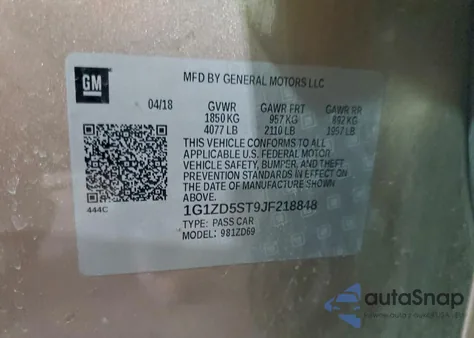 GM
MFD BY GENERAL MOTORS LLC
04/18 GVWR GAWR FRT GAWR RR
1850 KG 957 KG 892 KG
4077 LB 2110 LB 1957 LB
THIS VEHICLE CONFORMS TO ALL
APPLICABLE U.S. FEDERAL MOTOR
VEHICLE SAFETY, BUMPER, AND THEFT
PREVENTION STANDARDS IN EFFECT ON
THE DATE OF MANUFACTURE SHOWN
ABOVE.
444C 1G1ZD5ST9JF218848
TYPE: PASS CAR
MODEL: 981ZD69
autoSnap